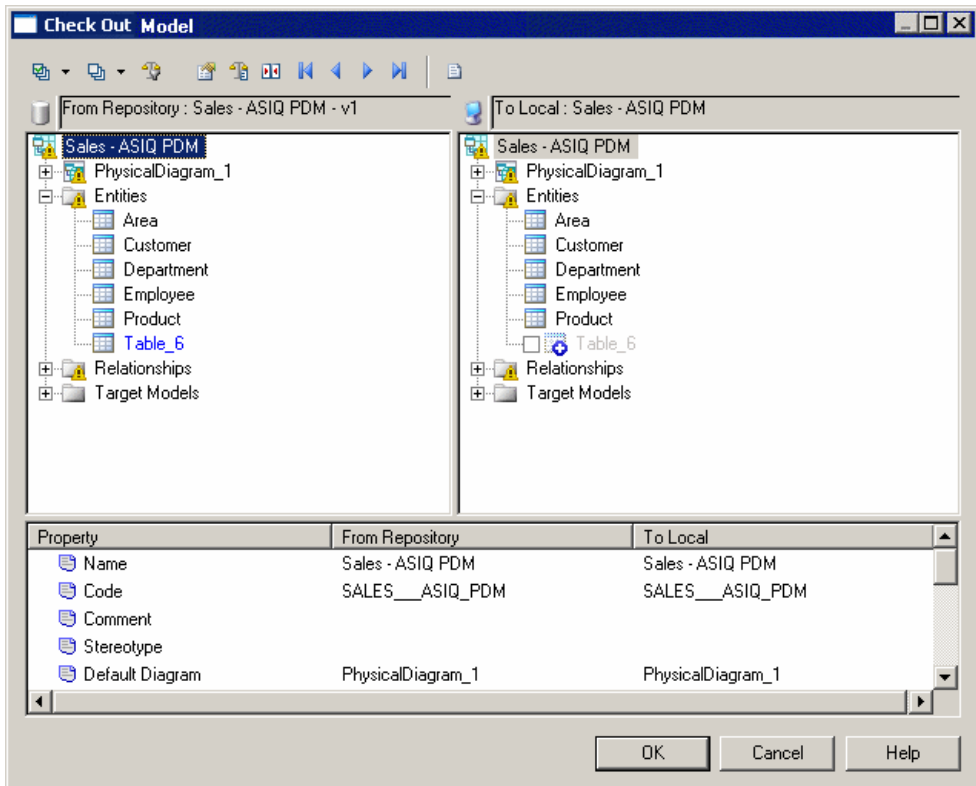 Check Out Model
From Repository : Sales - ASIQ PDM - v1
Sales - ASIQ PDM
PhysicalDiagram_1
Entities
Area
Customer
Department
Employee
Product
Table_6
Relationships
Target Models
To Local : Sales - ASIQ PDM
Sales - ASIQ PDM
PhysicalDiagram_1
Entities
Area
Customer
Department
Employee
Product
Table_6
Relationships
Target Models
Property From Repository To Local
Name Sales - ASIQ PDM Sales - ASIQ PDM
Code SALES___ASIQ_PDM SALES___ASIQ_PDM
Comment
Stereotype
Default Diagram PhysicalDiagram_1 PhysicalDiagram_1
OK Cancel Help